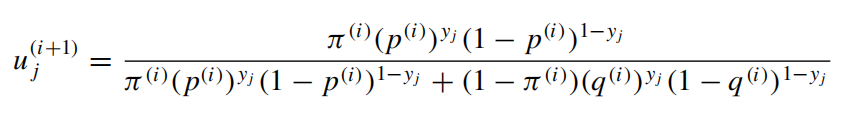 u_j^{(i+1)} = \frac{\pi^{(i)}(p^{(i)})^{y_j}(1 - p^{(i)})^{1-y_j}}{\pi^{(i)}(p^{(i)})^{y_j}(1 - p^{(i)})^{1-y_j} + (1 - \pi^{(i)})(q^{(i)})^{y_j}(1 - q^{(i)})^{1-y_j}}